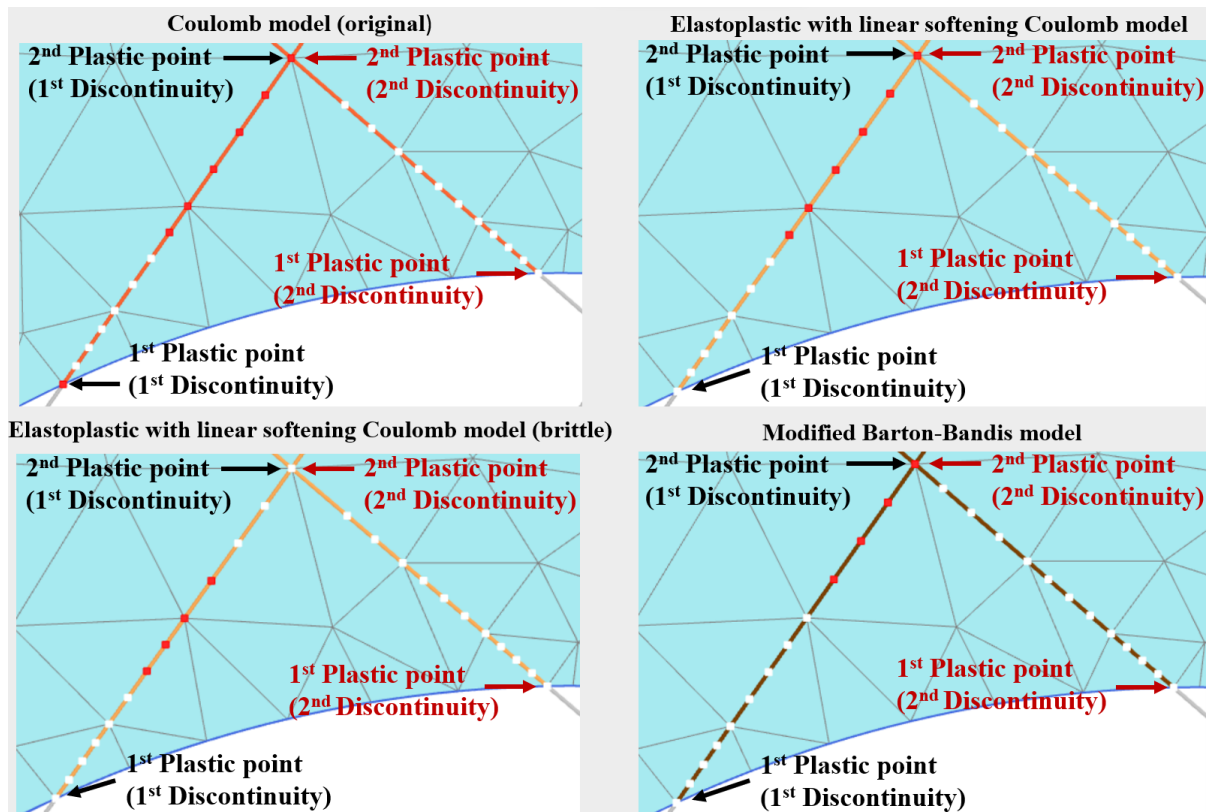 Coulomb model (original)
2nd Plastic point
(1st Discontinuity)
2nd Plastic point
(2nd Discontinuity)
1st Plastic point
(2nd Discontinuity)
1st Plastic point
(1st Discontinuity)
Elastoplastic with linear softening Coulomb model
2nd Plastic point
(1st Discontinuity)
2nd Plastic point
(2nd Discontinuity)
1st Plastic point
(2nd Discontinuity)
1st Plastic point
(1st Discontinuity)
Elastoplastic with linear softening Coulomb model (brittle)
2nd Plastic point
(1st Discontinuity)
2nd Plastic point
(2nd Discontinuity)
1st Plastic point
(2nd Discontinuity)
1st Plastic point
(1st Discontinuity)
Modified Barton-Bandis model
2nd Plastic point
(1st Discontinuity)
2nd Plastic point
(2nd Discontinuity)
1st Plastic point
(2nd Discontinuity)
1st Plastic point
(1st Discontinuity)